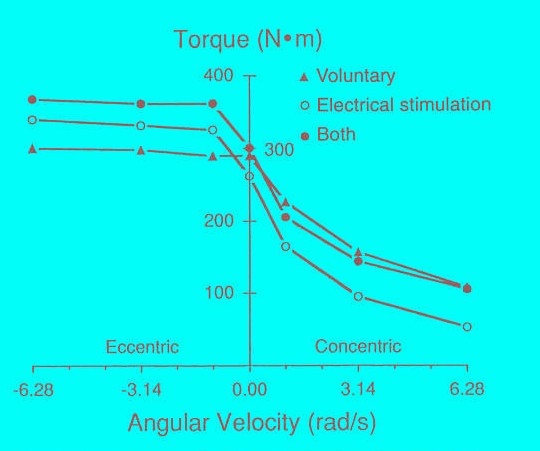 Torque (N•m)
400
Voluntary
Electrical stimulation
Both
300
200
100
Eccentric
Concentric
-6.28
-3.14
0.00
3.14
6.28
Angular Velocity (rad/s)